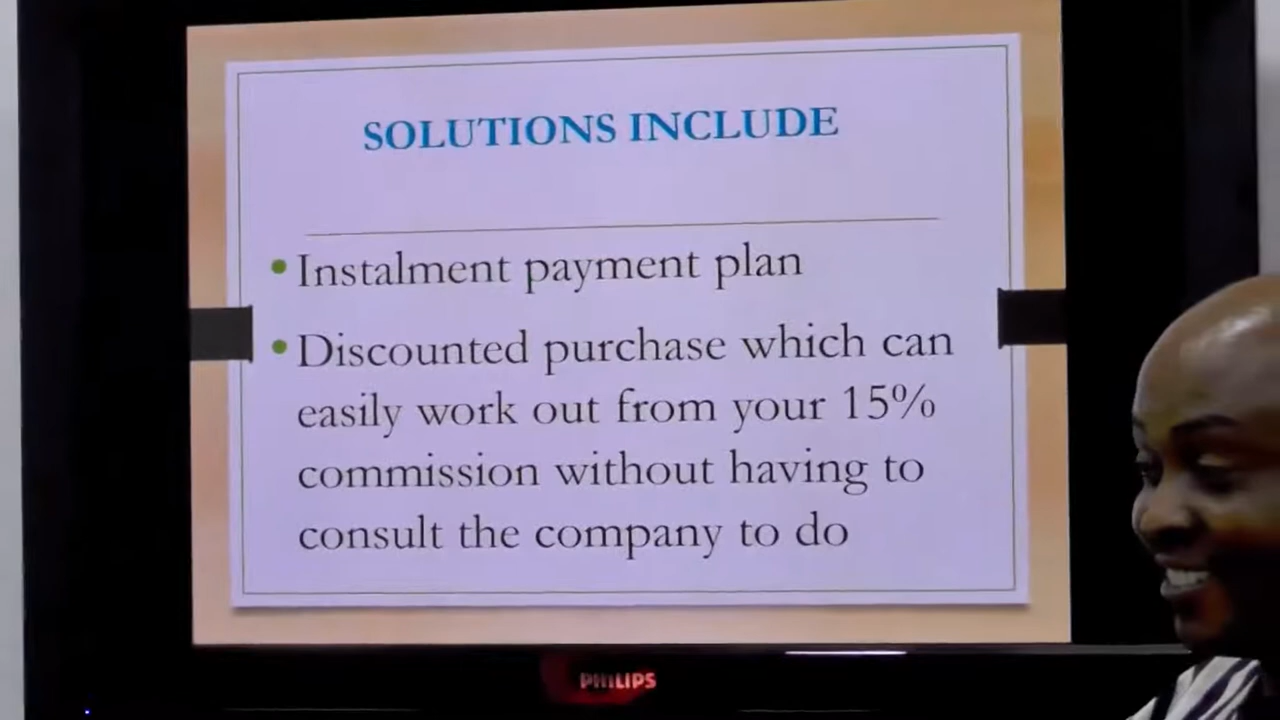 SOLUTIONS INCLUDE
• Instalment payment plan
• Discounted purchase which can
easily work out from your 15%
commission without having to
consult the company to do
PHILIPS